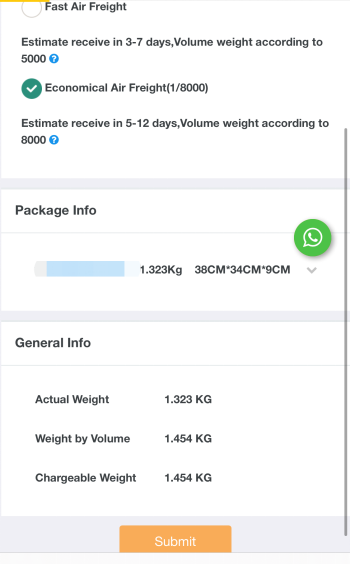 Fast Air Freight
Estimate receive in 3-7 days,Volume weight according to
5000 ?
Economical Air Freight(1/8000)
Estimate receive in 5-12 days,Volume weight according to
8000 ?
Package Info
1.323Kg 38CM*34CM*9CM
General Info
Actual Weight 1.323 KG
Weight by Volume 1.454 KG
Chargeable Weight 1.454 KG
Submit